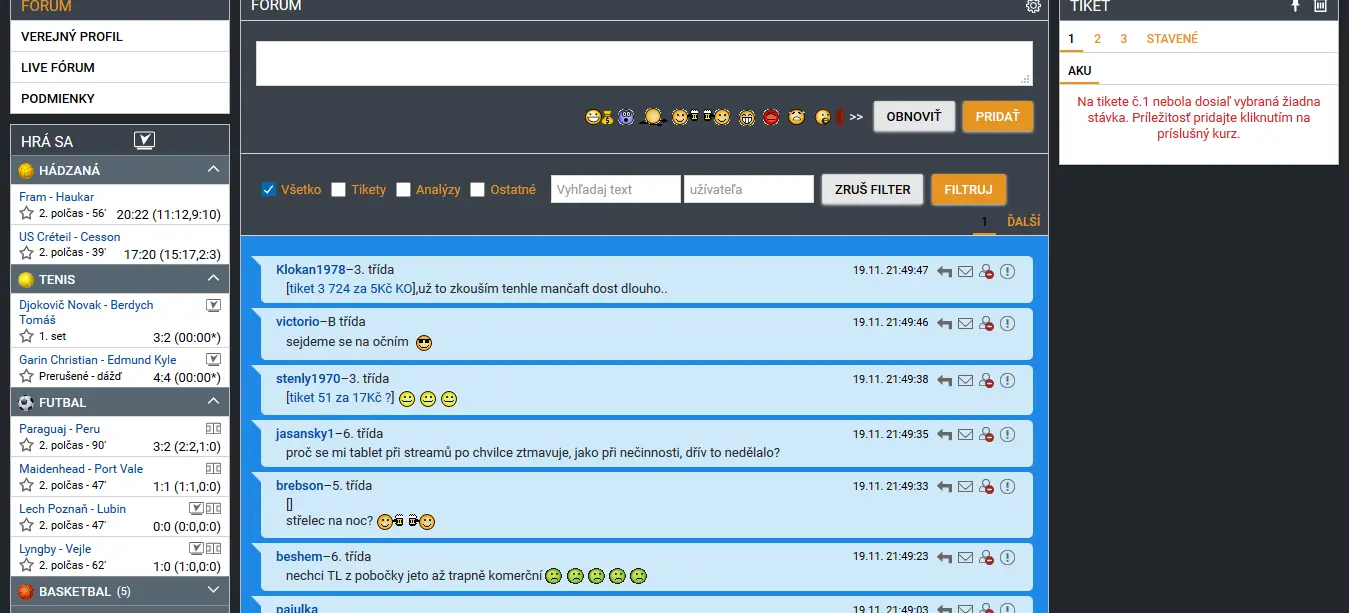 FÓRUM
VEREJNÝ PROFIL
LIVE FÓRUM
PODMIENKY
HRÁ SA
HÁDZANÁ
Fram - Haukar
2. polčas - 56' 20:22 (11:12,9:10)
US Créteil - Cesson
2. polčas - 39' 17:20 (15:17,2:3)
TENIS
Djokovič Novak - Berdych
Tomáš
1. set 3:2 (00:00*)
Garin Christian - Edmund Kyle
Prerušené - dážď 4:4 (00:00*)
FUTBAL
Paraguaj - Peru
2. polčas - 90' 3:2 (2:2,1:0)
Maidenhead - Port Vale
2. polčas - 47' 1:1 (1:1,0:0)
Lech Poznaň - Lubin
2. polčas - 47' 0:0 (0:0,0:0)
Lyngby - Vejle
2. polčas - 62' 1:0 (1:0,0:0)
BASKETBAL (5)
FÓRUM
>> OBNOVIŤ PRIDAŤ
Všetko Tikety Analýzy Ostatné Vyhľadaj text užívateľa ZRUŠ FILTER FILTRUJ
1 ĎALŠÍ
Klokan1978–3. třída 19.11. 21:49:47
[tiket 3 724 za 5Kč KO],už to zkouším tenhle mančaft dost dlouho..
victorio–B třída 19.11. 21:49:46
sejdeme se na očním
stenly1970–3. třída 19.11. 21:49:38
[tiket 51 za 17Kč ?]
jasansky1–6. třída 19.11. 21:49:35
proč se mi tablet při streamů po chvilce ztmavuje, jako při nečinnosti, dřív to nedělalo?
brebson–5. třída 19.11. 21:49:33
[]
střelec na noc?
beshem–6. třída 19.11. 21:49:23
nechci TL z pobočky jeto až trapně komerční
pajulka 19.11. 21:49:03
TIKET
1 2 3 STAVENÉ
AKU
Na tikete č.1 nebola dosiaľ vybraná žiadna
stávka. Príležitosť pridajte kliknutím na
príslušný kurz.